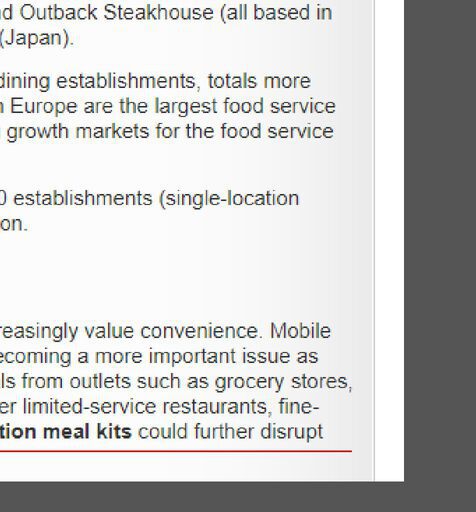 nd Outback Steakhouse (all based in
(Japan).
dining establishments, totals more
n Europe are the largest food service
growth markets for the food service
0 establishments (single-location
on.
reasingly value convenience. Mobile
ecoming a more important issue as
ls from outlets such as grocery stores,
er limited-service restaurants, fine-
tion meal kits could further disrupt